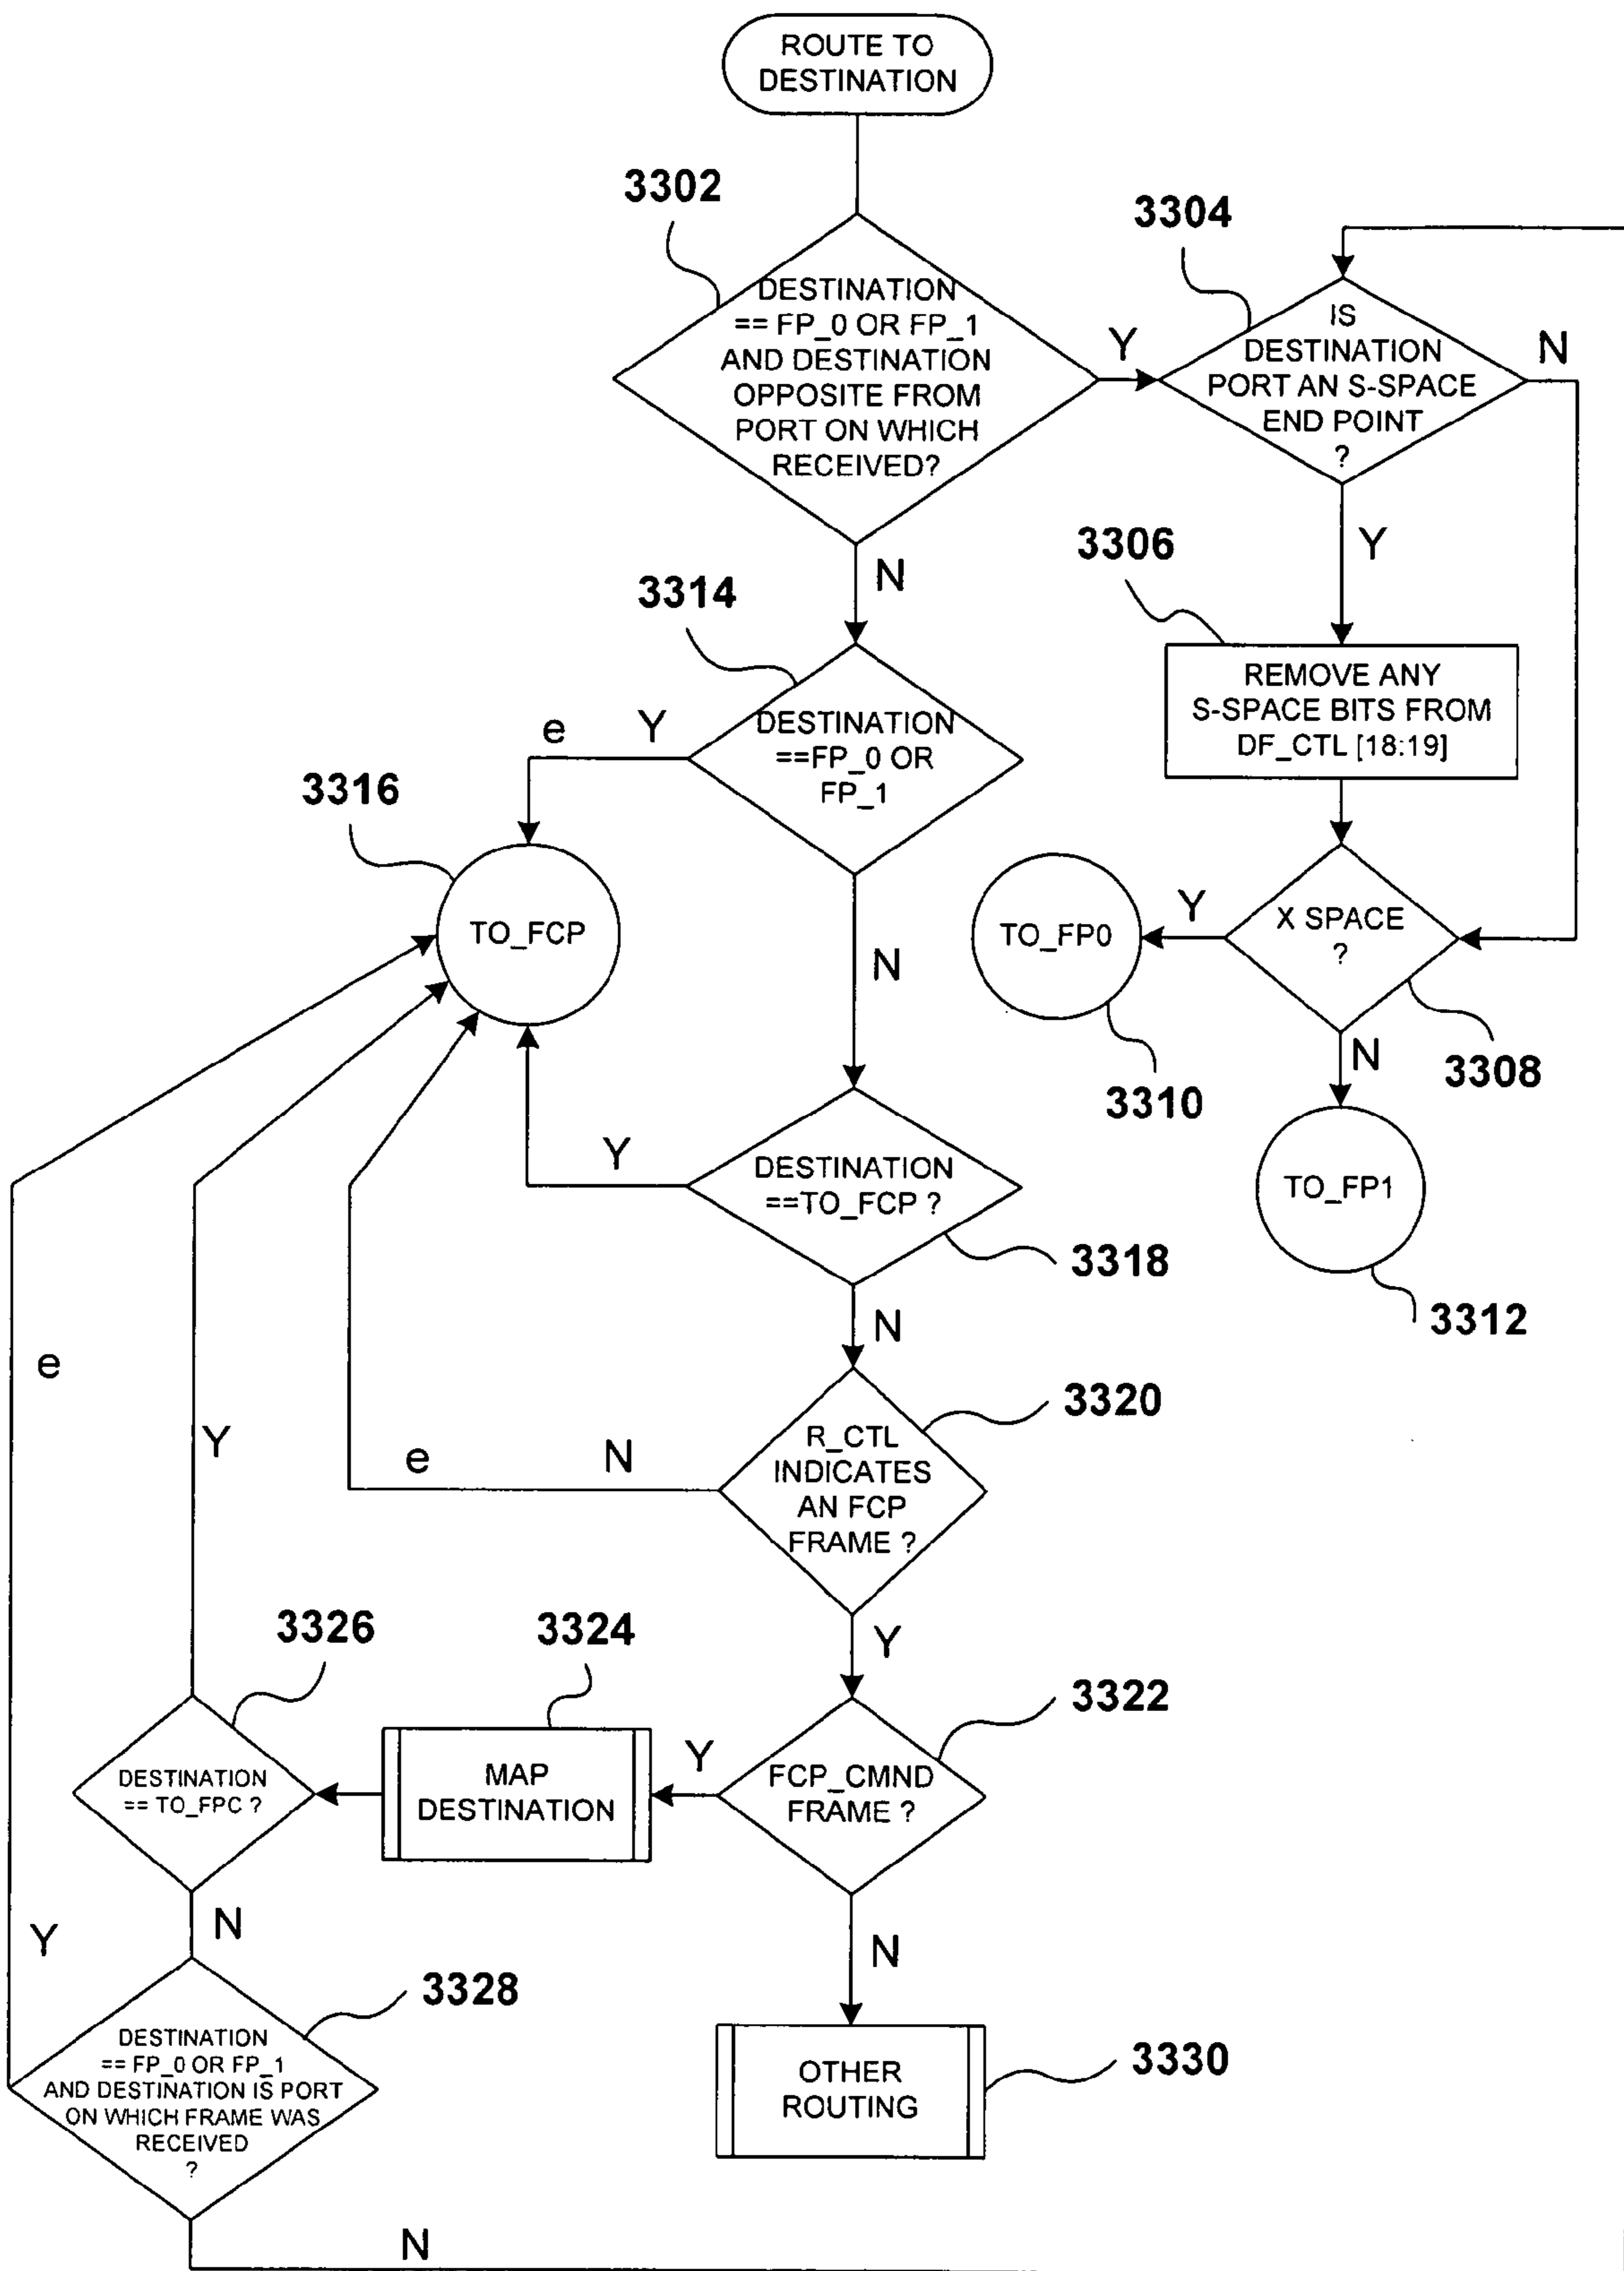 ROUTE TO
DESTINATION
3302
3304
DESTINATION
== FP_0 OR FP_1
AND DESTINATION
OPPOSITE FROM
PORT ON WHICH
RECEIVED?
Y
IS
DESTINATION
PORT AN S-SPACE
END POINT
?
N
Y
3306
N
3314
REMOVE ANY
S-SPACE BITS FROM
DF_CTL [18:19]
e
Y
DESTINATION
==FP_0 OR
FP_1
3316
TO_FCP
N
TO_FP0
Y
X SPACE
?
3308
3310
N
TO_FP1
3312
Y
DESTINATION
==TO_FCP ?
3318
N
3320
e
Y
e
N
R_CTL
INDICATES
AN FCP
FRAME ?
Y
3326
3324
3322
DESTINATION
== TO_FPC ?
MAP
DESTINATION
Y
FCP_CMND
FRAME ?
Y
N
N
3328
DESTINATION
== FP_0 OR FP_1
AND DESTINATION IS PORT
ON WHICH FRAME WAS
RECEIVED
?
OTHER
ROUTING
3330
N